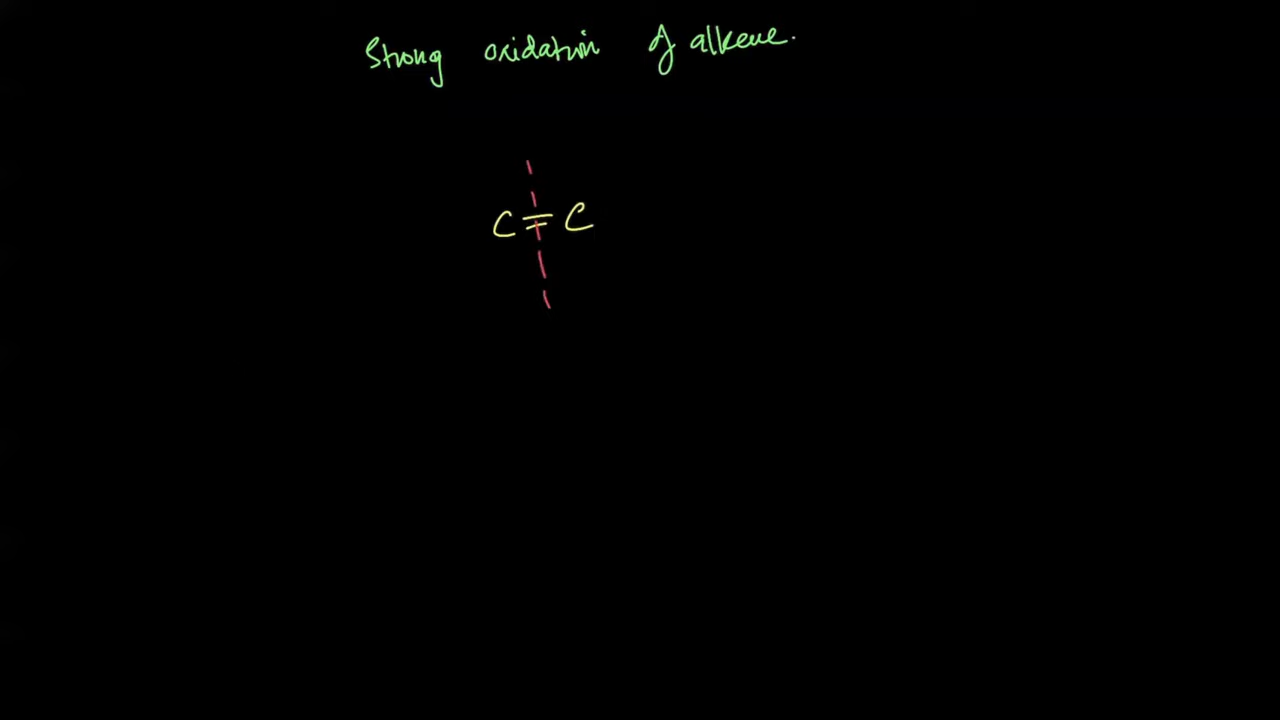 Strong oxidation of alkene.
C = C